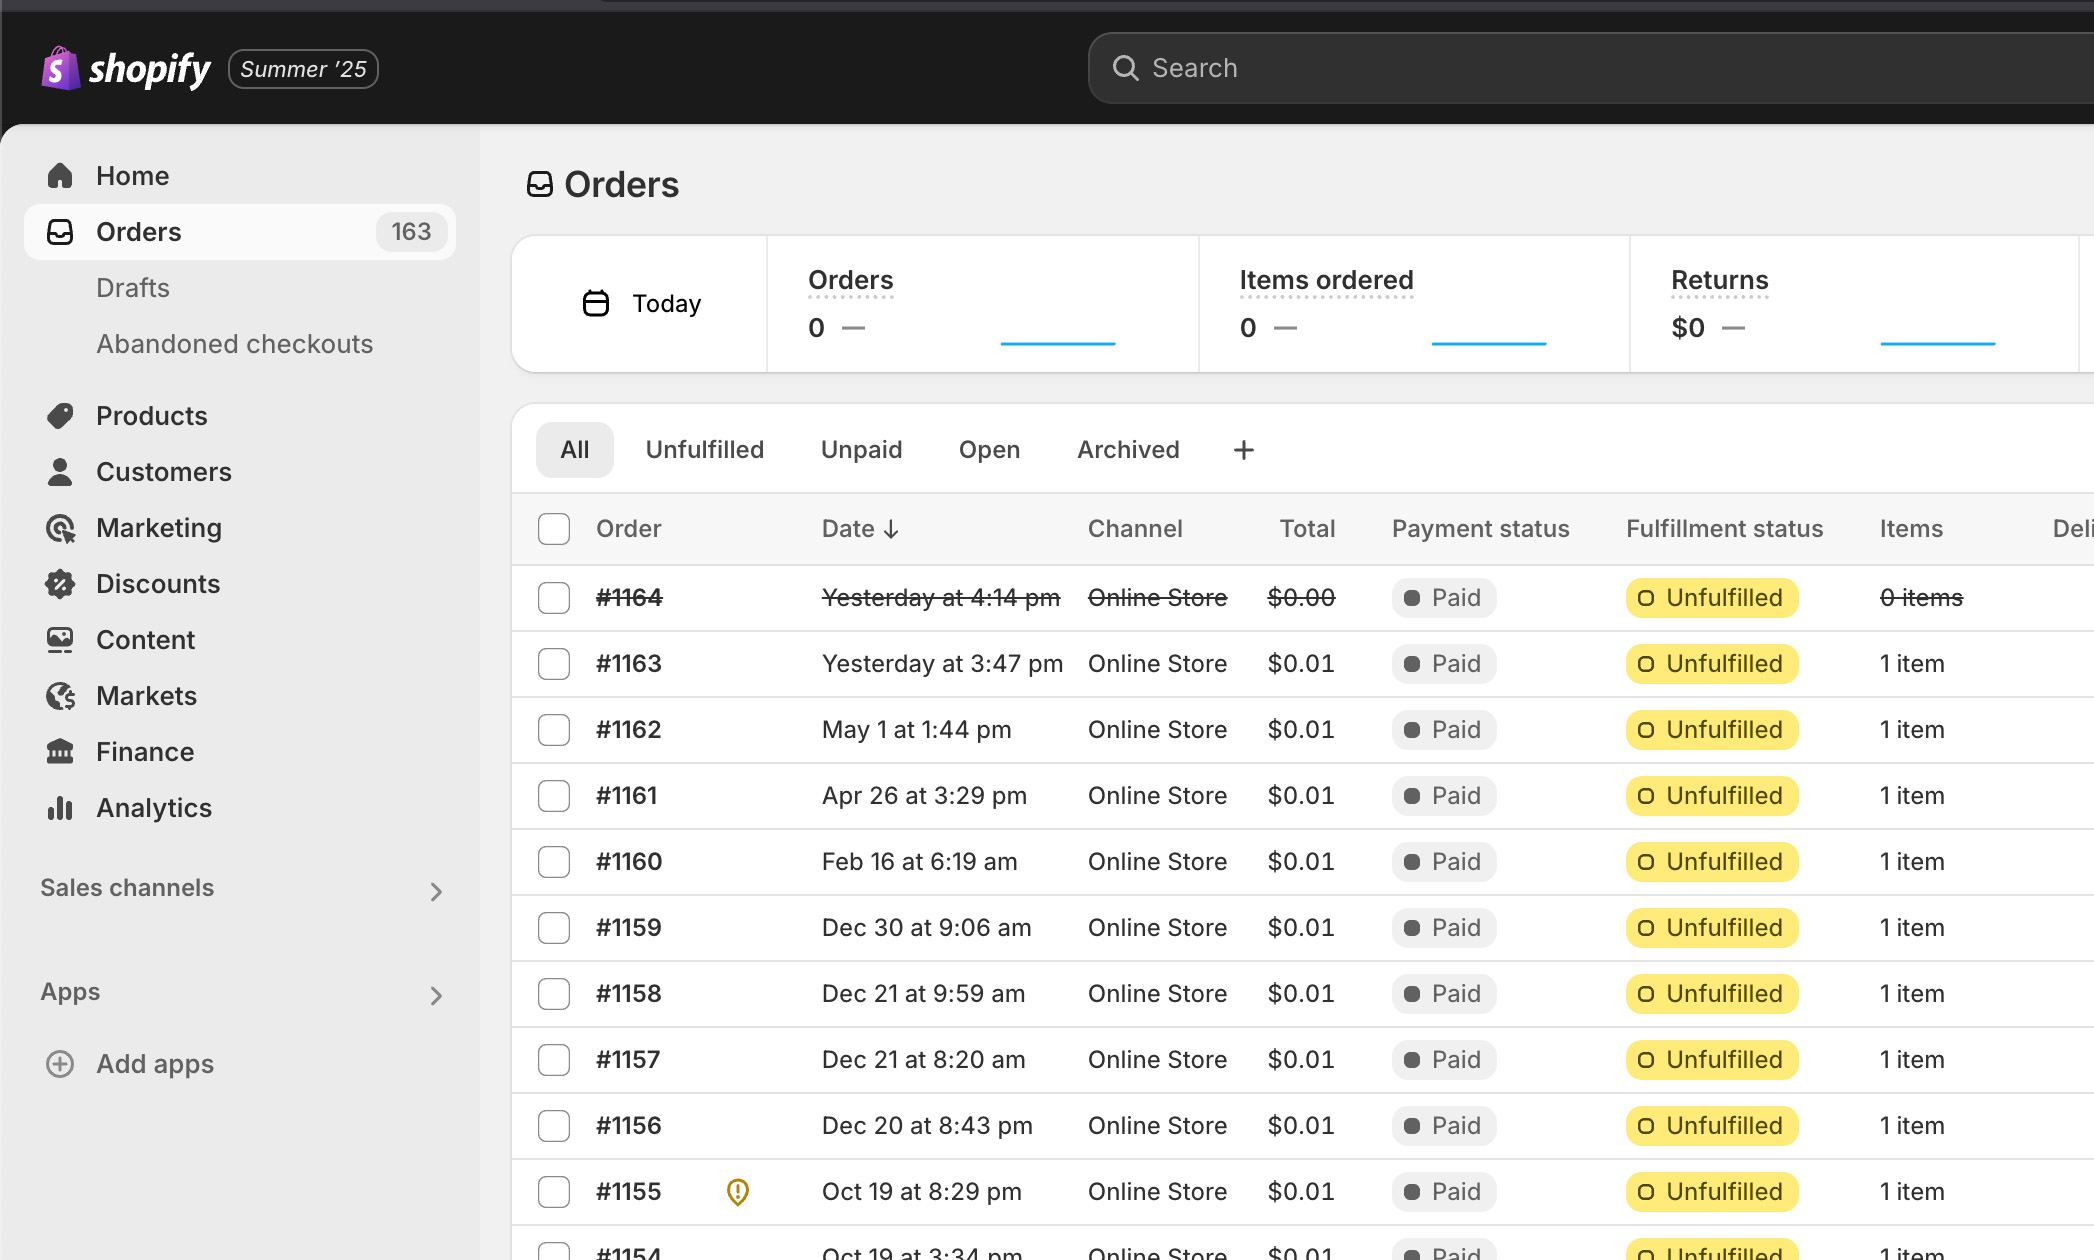 shopify Summer '25 Search
Home
Orders 163
Drafts
Abandoned checkouts
Products
Customers
Marketing
Discounts
Content
Markets
Finance
Analytics
Sales channels
Apps
Add apps
Orders
Today
Orders
0 —
Items ordered
0 —
Returns
$0 —
All Unfulfilled Unpaid Open Archived +
Order Date ↓ Channel Total Payment status Fulfillment status Items
#1164 Yesterday at 4:14 pm Online Store $0.00 Paid Unfulfilled 0 items
#1163 Yesterday at 3:47 pm Online Store $0.01 Paid Unfulfilled 1 item
#1162 May 1 at 1:44 pm Online Store $0.01 Paid Unfulfilled 1 item
#1161 Apr 26 at 3:29 pm Online Store $0.01 Paid Unfulfilled 1 item
#1160 Feb 16 at 6:19 am Online Store $0.01 Paid Unfulfilled 1 item
#1159 Dec 30 at 9:06 am Online Store $0.01 Paid Unfulfilled 1 item
#1158 Dec 21 at 9:59 am Online Store $0.01 Paid Unfulfilled 1 item
#1157 Dec 21 at 8:20 am Online Store $0.01 Paid Unfulfilled 1 item
#1156 Dec 20 at 8:43 pm Online Store $0.01 Paid Unfulfilled 1 item
#1155 Oct 19 at 8:29 pm Online Store $0.01 Paid Unfulfilled 1 item
#1154 Oct 19 at 3:34 pm Online Store $0.01 Paid Unfulfilled 1 item